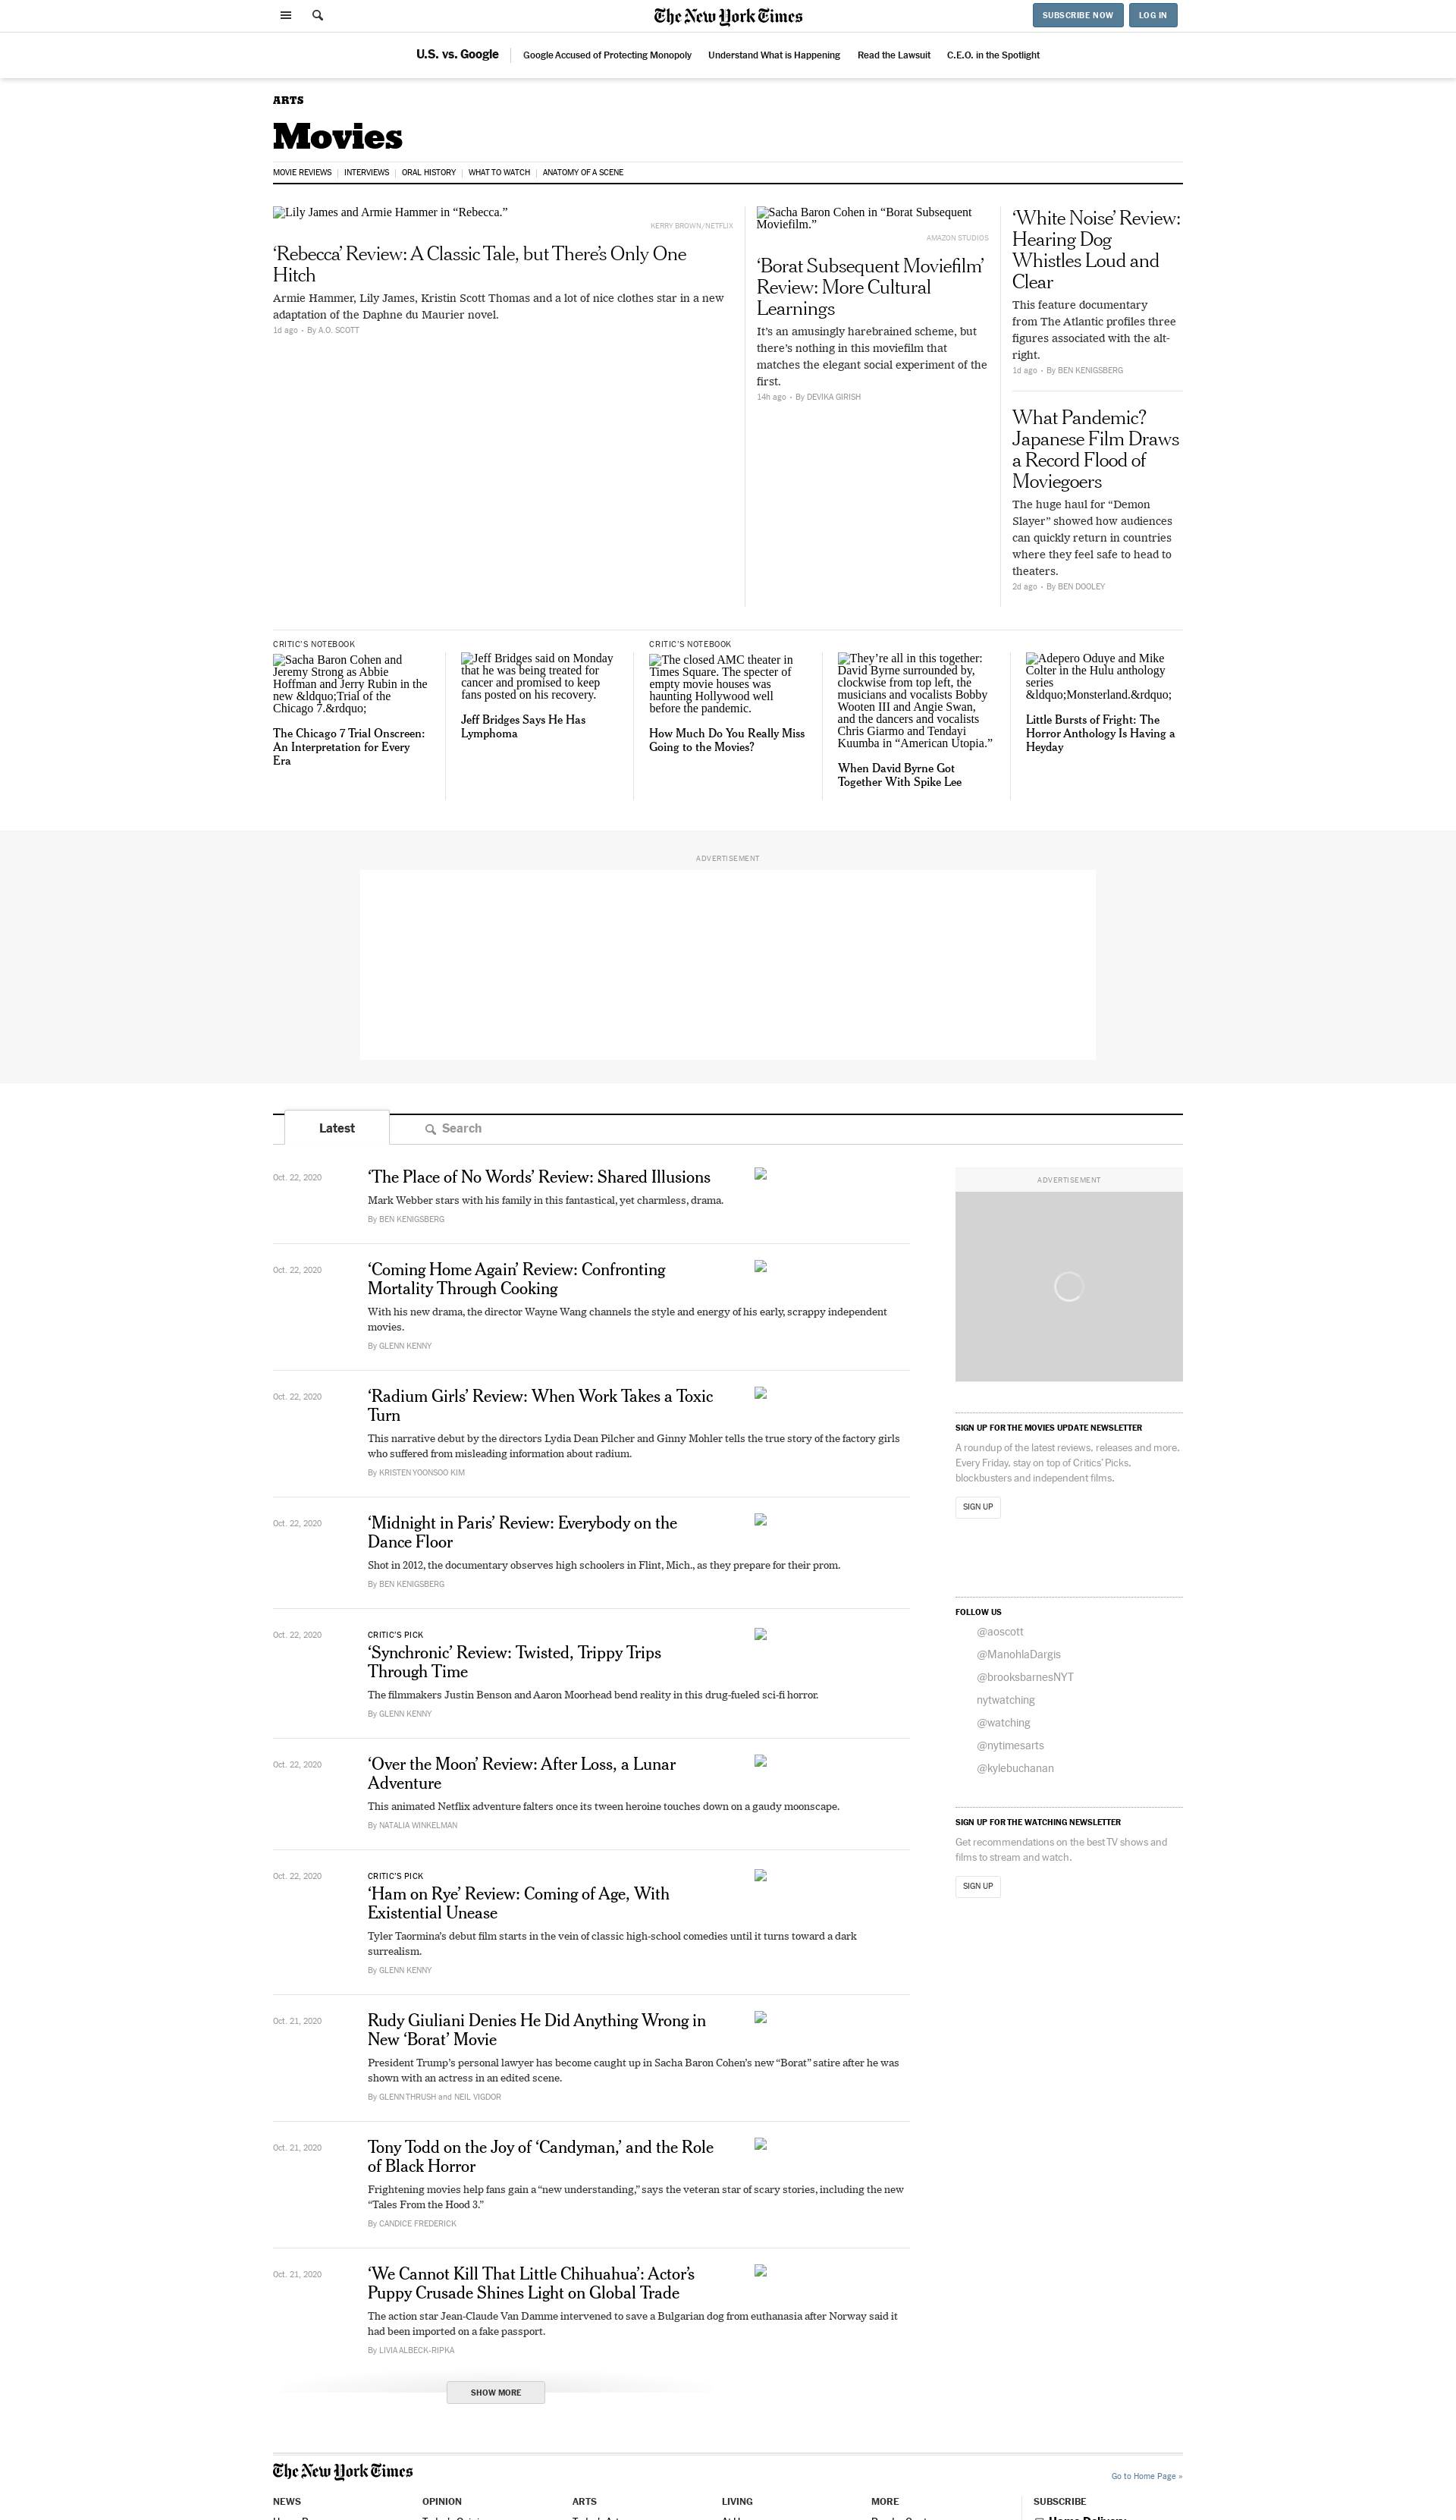 The New York Times
SUBSCRIBE NOW
LOG IN
U.S. vs. Google
Google Accused of Protecting Monopoly
Understand What is Happening
Read the Lawsuit
C.E.O. in the Spotlight
ARTS
Movies
MOVIE REVIEWS
INTERVIEWS
ORAL HISTORY
WHAT TO WATCH
ANATOMY OF A SCENE
Lily James and Armie Hammer in “Rebecca.”
KERRY BROWN/NETFLIX
‘Rebecca’ Review: A Classic Tale, but There’s Only One
Hitch
Armie Hammer, Lily James, Kristin Scott Thomas and a lot of nice clothes star in a new
adaptation of the Daphne du Maurier novel.
1d ago • By A.O. SCOTT
Sacha Baron Cohen in “Borat Subsequent
Moviefilm.”
AMAZON STUDIOS
‘Borat Subsequent Moviefilm’
Review: More Cultural
Learnings
It’s an amusingly harebrained scheme, but
there’s nothing in this moviefilm that
matches the elegant social experiment of the
first.
14h ago • By DEVIKA GIRISH
‘White Noise’ Review:
Hearing Dog
Whistles Loud and
Clear
This feature documentary
from The Atlantic profiles three
figures associated with the alt-
right.
1d ago • By BEN KENIGSBERG
What Pandemic?
Japanese Film Draws
a Record Flood of
Moviegoers
The huge haul for “Demon
Slayer” showed how audiences
can quickly return in countries
where they feel safe to head to
theaters.
2d ago • By BEN DOOLEY
CRITIC’S NOTEBOOK
Sacha Baron Cohen and
Jeremy Strong as Abbie
Hoffman and Jerry Rubin in the
new &ldquo;Trial of the
Chicago 7.&rdquo;
The Chicago 7 Trial Onscreen:
An Interpretation for Every
Era
Jeff Bridges said on Monday
that he was being treated for
cancer and promised to keep
fans posted on his recovery.
Jeff Bridges Says He Has
Lymphoma
CRITIC’S NOTEBOOK
The closed AMC theater in
Times Square. The specter of
empty movie houses was
haunting Hollywood well
before the pandemic.
How Much Do You Really Miss
Going to the Movies?
They’re all in this together:
David Byrne surrounded by,
clockwise from top left, the
musicians and vocalists Bobby
Wooten III and Angie Swan,
and the dancers and vocalists
Chris Giarmo and Tendayi
Kuumba in “American Utopia.”
When David Byrne Got
Together With Spike Lee
Adepero Oduye and Mike
Colter in the Hulu anthology
series
&ldquo;Monsterland.&rdquo;
Little Bursts of Fright: The
Horror Anthology Is Having a
Heyday
ADVERTISEMENT
Latest
Search
Oct. 22, 2020
‘The Place of No Words’ Review: Shared Illusions
Mark Webber stars with his family in this fantastical, yet charmless, drama.
By BEN KENIGSBERG
Oct. 22, 2020
‘Coming Home Again’ Review: Confronting
Mortality Through Cooking
With his new drama, the director Wayne Wang channels the style and energy of his early, scrappy independent
movies.
By GLENN KENNY
Oct. 22, 2020
‘Radium Girls’ Review: When Work Takes a Toxic
Turn
This narrative debut by the directors Lydia Dean Pilcher and Ginny Mohler tells the true story of the factory girls
who suffered from misleading information about radium.
By KRISTEN YOONSOO KIM
Oct. 22, 2020
‘Midnight in Paris’ Review: Everybody on the
Dance Floor
Shot in 2012, the documentary observes high schoolers in Flint, Mich., as they prepare for their prom.
By BEN KENIGSBERG
Oct. 22, 2020
CRITIC’S PICK
‘Synchronic’ Review: Twisted, Trippy Trips
Through Time
The filmmakers Justin Benson and Aaron Moorhead bend reality in this drug-fueled sci-fi horror.
By GLENN KENNY
Oct. 22, 2020
‘Over the Moon’ Review: After Loss, a Lunar
Adventure
This animated Netflix adventure falters once its tween heroine touches down on a gaudy moonscape.
By NATALIA WINKELMAN
Oct. 22, 2020
CRITIC’S PICK
‘Ham on Rye’ Review: Coming of Age, With
Existential Unease
Tyler Taormina’s debut film starts in the vein of classic high-school comedies until it turns toward a dark
surrealism.
By GLENN KENNY
Oct. 21, 2020
Rudy Giuliani Denies He Did Anything Wrong in
New ‘Borat’ Movie
President Trump’s personal lawyer has become caught up in Sacha Baron Cohen’s new “Borat” satire after he was
shown with an actress in an edited scene.
By GLENN THRUSH and NEIL VIGDOR
Oct. 21, 2020
Tony Todd on the Joy of ‘Candyman,’ and the Role
of Black Horror
Frightening movies help fans gain a “new understanding,” says the veteran star of scary stories, including the new
“Tales From the Hood 3.”
By CANDICE FREDERICK
Oct. 21, 2020
‘We Cannot Kill That Little Chihuahua’: Actor’s
Puppy Crusade Shines Light on Global Trade
The action star Jean-Claude Van Damme intervened to save a Bulgarian dog from euthanasia after Norway said it
had been imported on a fake passport.
By LIVIA ALBECK-RIPKA
SHOW MORE
ADVERTISEMENT
SIGN UP FOR THE MOVIES UPDATE NEWSLETTER
A roundup of the latest reviews, releases and more.
Every Friday, stay on top of Critics’ Picks,
blockbusters and independent films.
SIGN UP
FOLLOW US
@aoscott
@ManohlaDargis
@brooksbarnesNYT
nytwatching
@watching
@nytimesarts
@kylebuchanan
SIGN UP FOR THE WATCHING NEWSLETTER
Get recommendations on the best TV shows and
films to stream and watch.
SIGN UP
The New York Times
Go to Home Page »
NEWS
OPINION
ARTS
LIVING
MORE
SUBSCRIBE